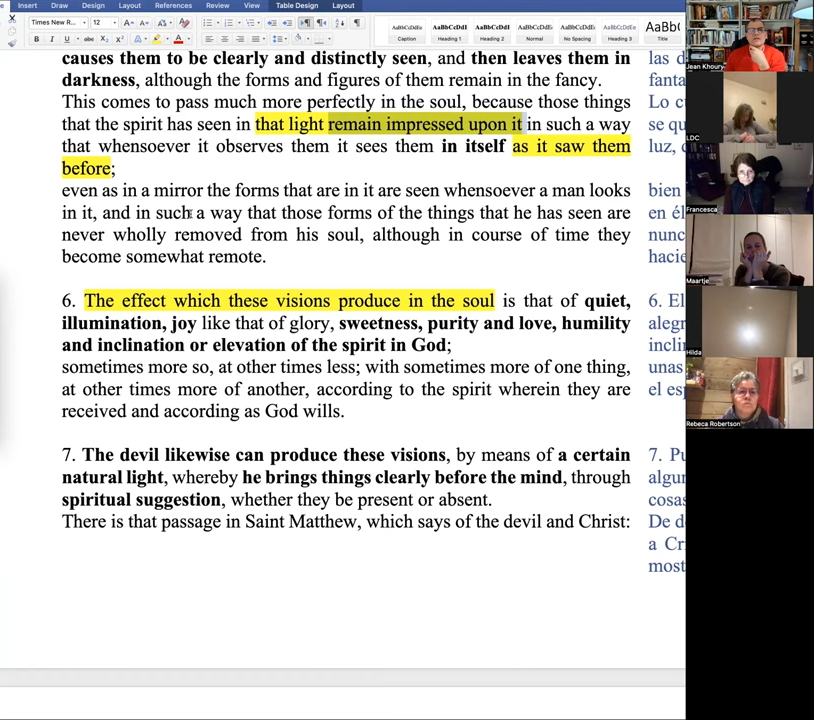 Insert Draw Design Layout References Review View Table Design Layout
Times New R... 12
Caption Heading 1 Heading 2 Normal No Spacing Heading 3 Title
causes them to be clearly and distinctly seen, and then leaves them in
darkness, although the forms and figures of them remain in the fancy.
This comes to pass much more perfectly in the soul, because those things
that the spirit has seen in that light remain impressed upon it in such a way
that whensoever it observes them it sees them in itself as it saw them
before;
even as in a mirror the forms that are in it are seen whensoever a man looks
in it, and in such a way that those forms of the things that he has seen are
never wholly removed from his soul, although in course of time they
become somewhat remote.
6. The effect which these visions produce in the soul is that of quiet,
illumination, joy like that of glory, sweetness, purity and love, humility
and inclination or elevation of the spirit in God;
sometimes more so, at other times less; with sometimes more of one thing,
at other times more of another, according to the spirit wherein they are
received and according as God wills.
7. The devil likewise can produce these visions, by means of a certain
natural light, whereby he brings things clearly before the mind, through
spiritual suggestion, whether they be present or absent.
There is that passage in Saint Matthew, which says of the devil and Christ:
las d
fanta
Lo c
se qu
luz, c
bien
en él
nunc
hacie
6. El
alegr
incli
unas
el es
7. Pu
algun
cosas
De d
a Cr
most
Jean Khoury
LDC
Francesca
Maartje
Hilda
Rebeca Robertson